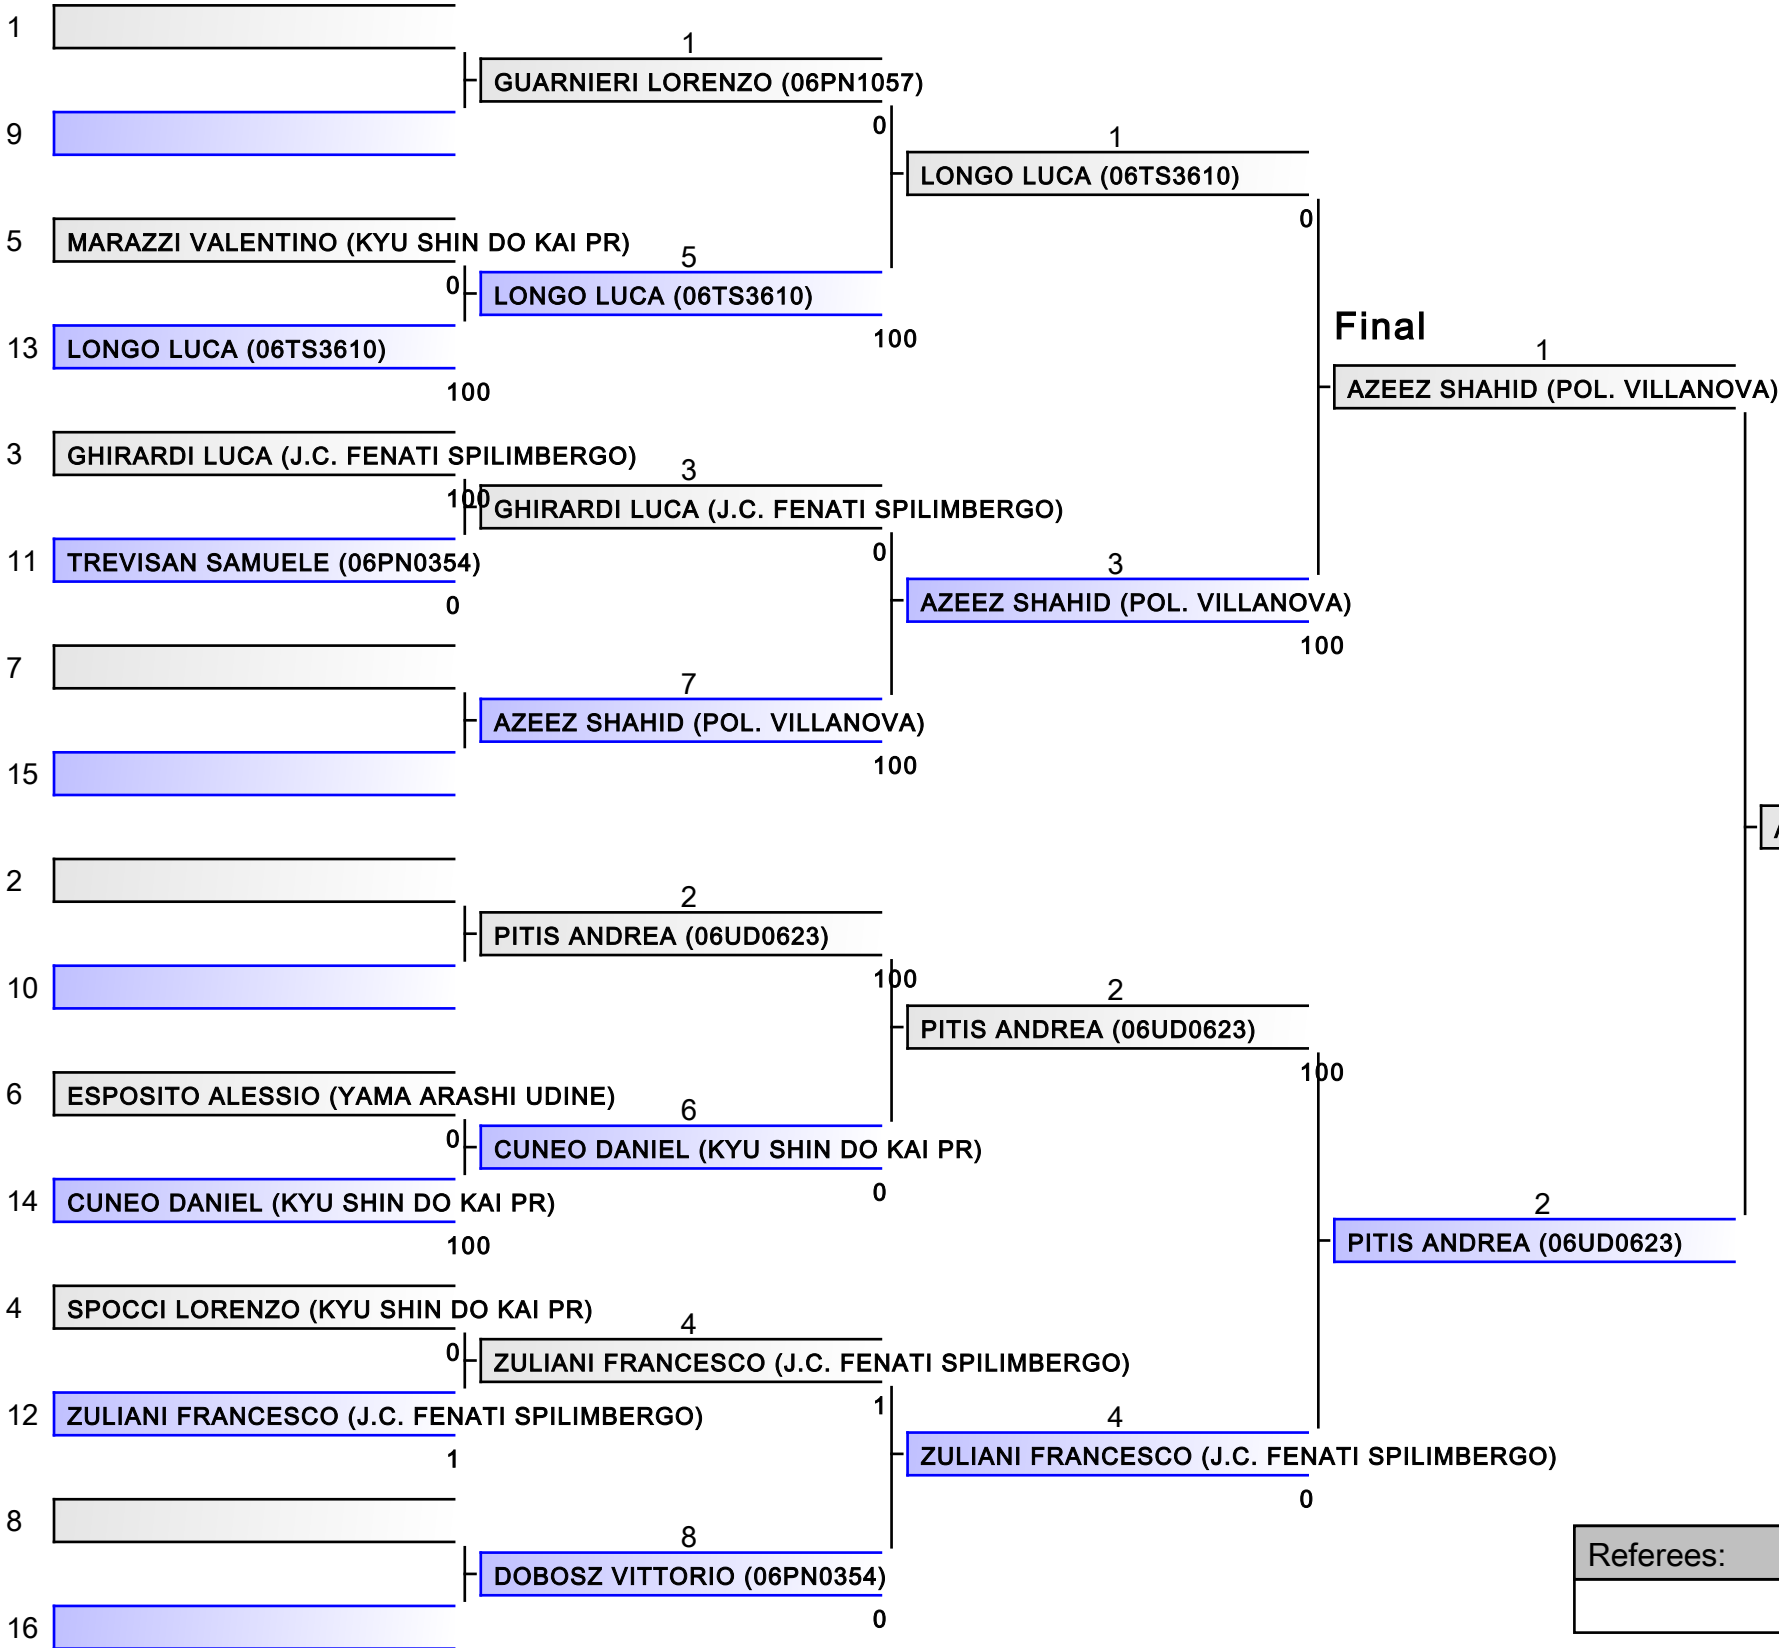 1
1
GUARNIERI LORENZO (06PN1057)
9
0
1
LONGO LUCA (06TS3610)
0
5
MARAZZI VALENTINO (KYU SHIN DO KAI PR)
5
0
LONGO LUCA (06TS3610)
13
LONGO LUCA (06TS3610)
100
100
Final
1
AZEEZ SHAHID (POL. VILLANOVA)
3
GHIRARDI LUCA (J.C. FENATI SPILIMBERGO)
3
100
GHIRARDI LUCA (J.C. FENATI SPILIMBERGO)
0
11
TREVISAN SAMUELE (06PN0354)
0
3
AZEEZ SHAHID (POL. VILLANOVA)
100
7
7
AZEEZ SHAHID (POL. VILLANOVA)
100
15
A
2
2
PITIS ANDREA (06UD0623)
100
10
2
PITIS ANDREA (06UD0623)
100
6
ESPOSITO ALESSIO (YAMA ARASHI UDINE)
6
0
CUNEO DANIEL (KYU SHIN DO KAI PR)
0
14
CUNEO DANIEL (KYU SHIN DO KAI PR)
100
2
PITIS ANDREA (06UD0623)
4
SPOCCI LORENZO (KYU SHIN DO KAI PR)
4
0
ZULIANI FRANCESCO (J.C. FENATI SPILIMBERGO)
1
12
ZULIANI FRANCESCO (J.C. FENATI SPILIMBERGO)
1
4
ZULIANI FRANCESCO (J.C. FENATI SPILIMBERGO)
0
8
8
DOBOSZ VITTORIO (06PN0354)
0
16
Referees: